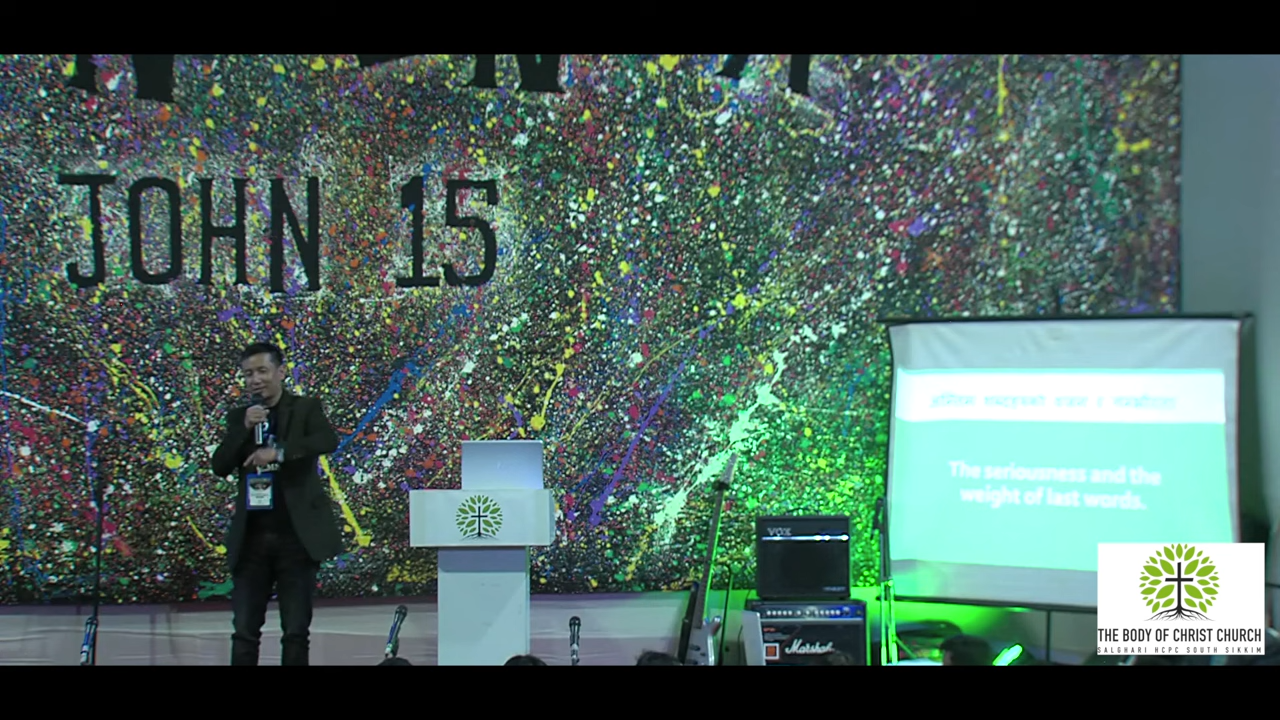 JOHN 15
The seriousness and the
weight of last words.
VOX
Marshall
THE BODY OF CHRIST CHURCH
SALGHARI HCPC SOUTH SIKKIM